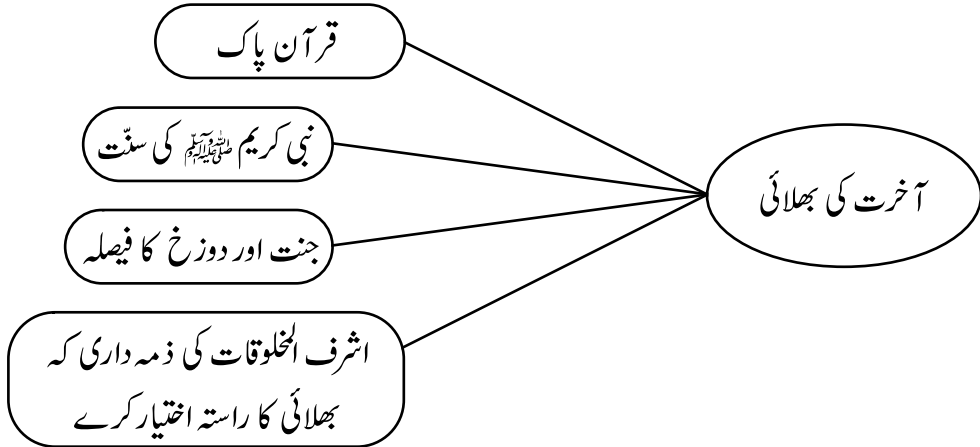 آخرت کی بھلائی
قرآن پاک
نبی کریم ﷺ کی سنّت
جنت اور دوزخ کا فیصلہ
اشرف المخلوقات کی ذمہ داری کہ
بھلائی کا راستہ اختیار کرے